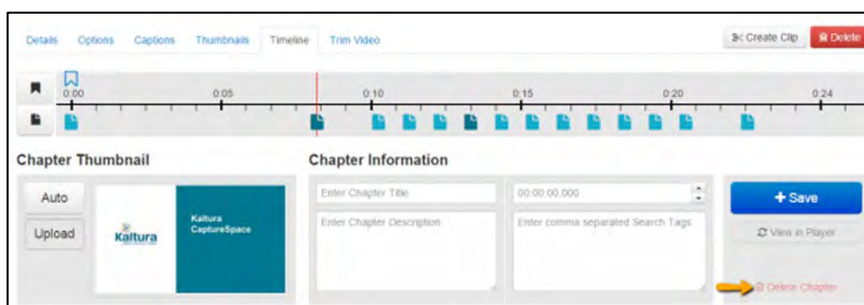 Details Options Captions Thumbnails Timeline Trim Video Create Clip Delete
0:00 0:05 0:10 0:15 0:20 0:24
Chapter Thumbnail Chapter Information
Auto
Upload
Kaltura
Kaltura
CaptureSpace
Enter Chapter Title 00:00:00.000
Enter Chapter Description Enter comma separated Search Tags
+ Save
View in Player
Delete Chapter